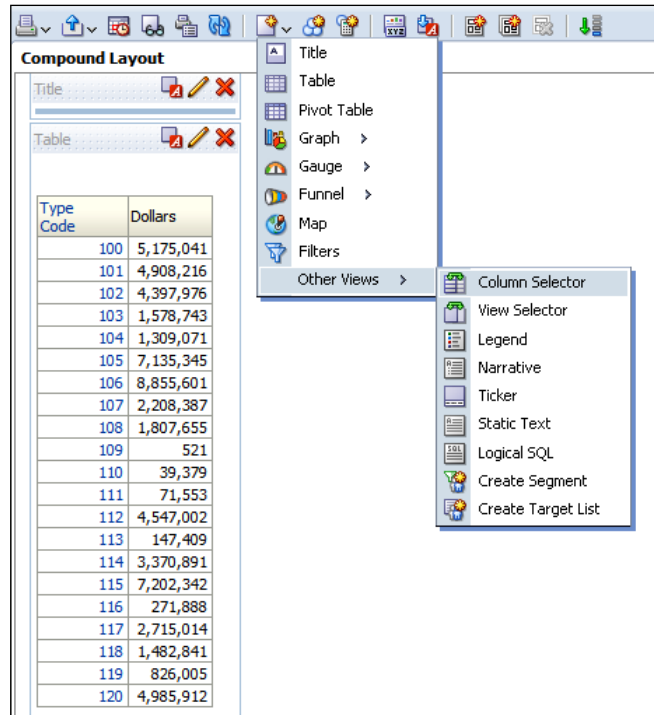 XYZ
Compound Layout
Title
Table
Type
Code
Dollars
100 5,175,041
101 4,908,216
102 4,397,976
103 1,578,743
104 1,309,071
105 7,135,345
106 8,855,601
107 2,208,387
108 1,807,655
109 521
110 39,379
111 71,553
112 4,547,002
113 147,409
114 3,370,891
115 7,202,342
116 271,888
117 2,715,014
118 1,482,841
119 826,005
120 4,985,912
Title
Table
Pivot Table
Graph >
Gauge >
Funnel >
Map
Filters
Other Views >
Column Selector
View Selector
Legend
Narrative
Ticker
Static Text
SQL Logical SQL
Create Segment
Create Target List